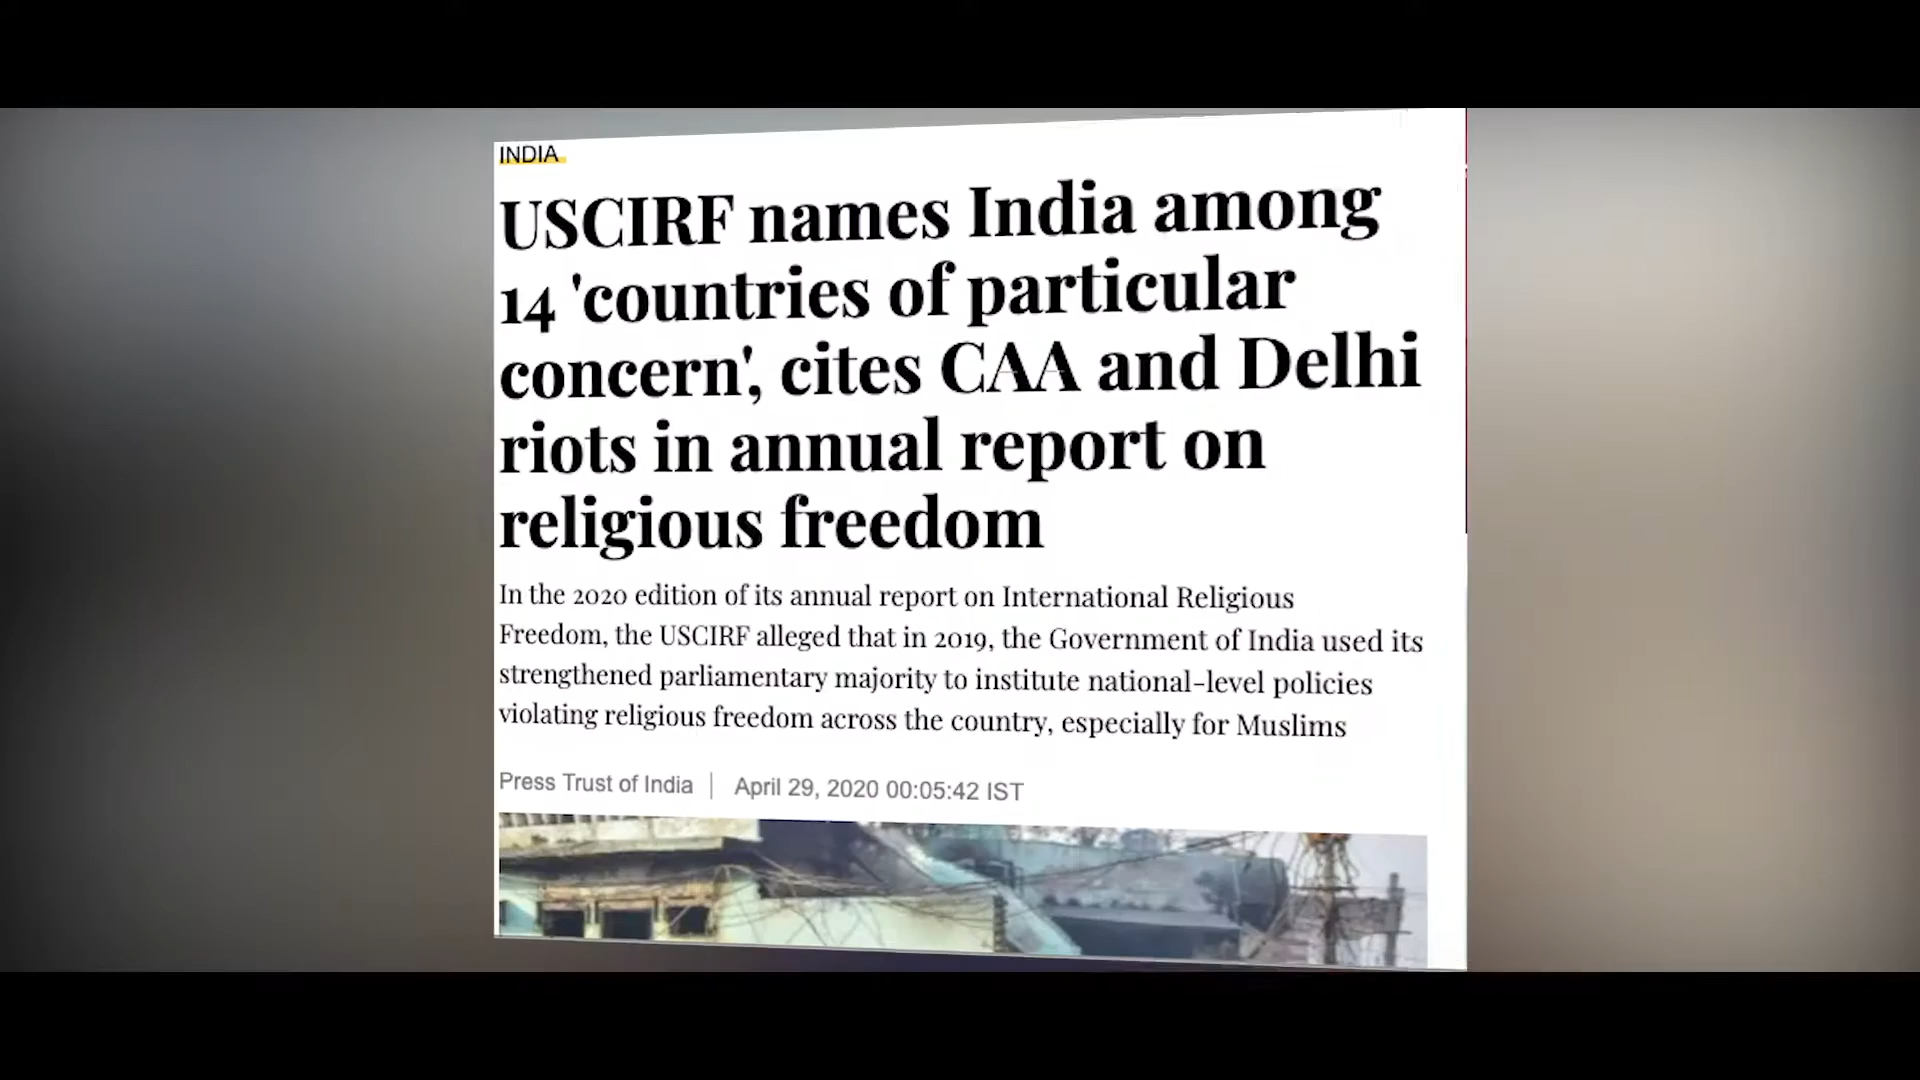 INDIA
USCIRF names India among
14 'countries of particular
concern', cites CAA and Delhi
riots in annual report on
religious freedom
In the 2020 edition of its annual report on International Religious
Freedom, the USCIRF alleged that in 2019, the Government of India used its
strengthened parliamentary majority to institute national-level policies
violating religious freedom across the country, especially for Muslims
Press Trust of India | April 29, 2020 00:05:42 IST